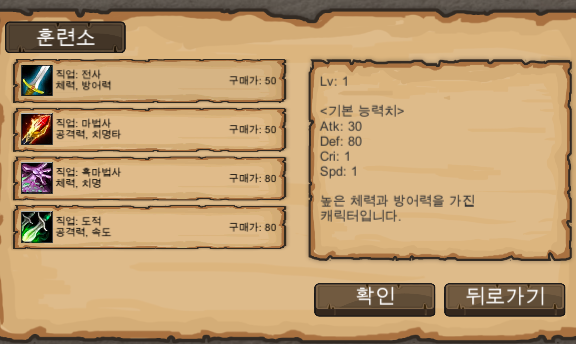 훈련소
직업: 전사
체력, 방어력
구매가: 50
직업: 마법사
공격력, 치명타
구매가: 50
직업: 흑마법사
체력, 치명
구매가: 80
직업: 도적
공격력, 속도
구매가: 80
Lv: 1
<기본 능력치>
Atk: 30
Def: 80
Cri: 1
Spd: 1
높은 체력과 방어력을 가진
캐릭터입니다.
확인
뒤로가기